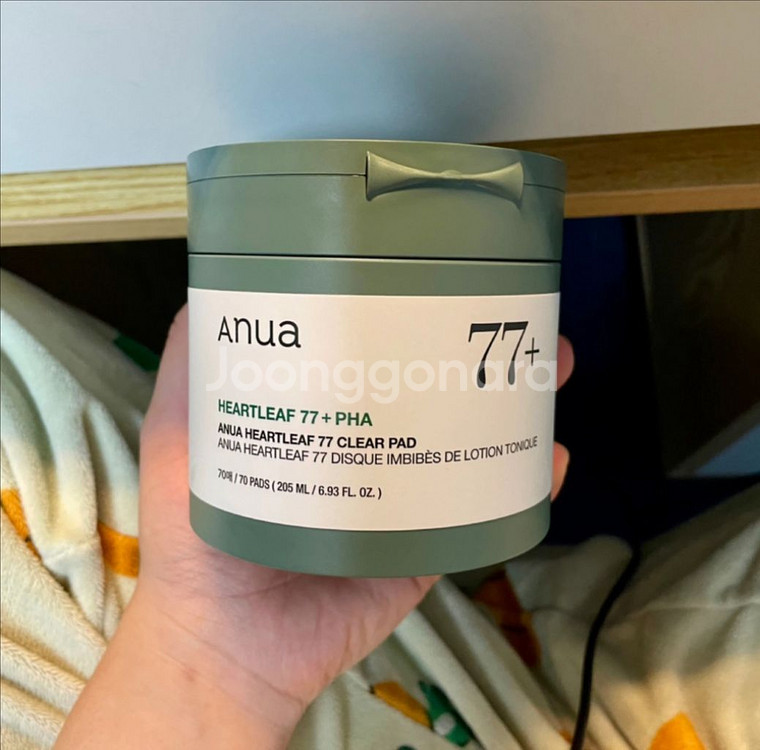 Anua
77+
Joonggonara
HEARTLEAF 77+PHA
ANUA HEARTLEAF 77 CLEAR PAD
ANUA HEARTLEAF 77 DISQUE IMBIBÈS DE LOTION TONIQUE
70매 / 70 PADS ( 205 ML / 6.93 FL. OZ. )